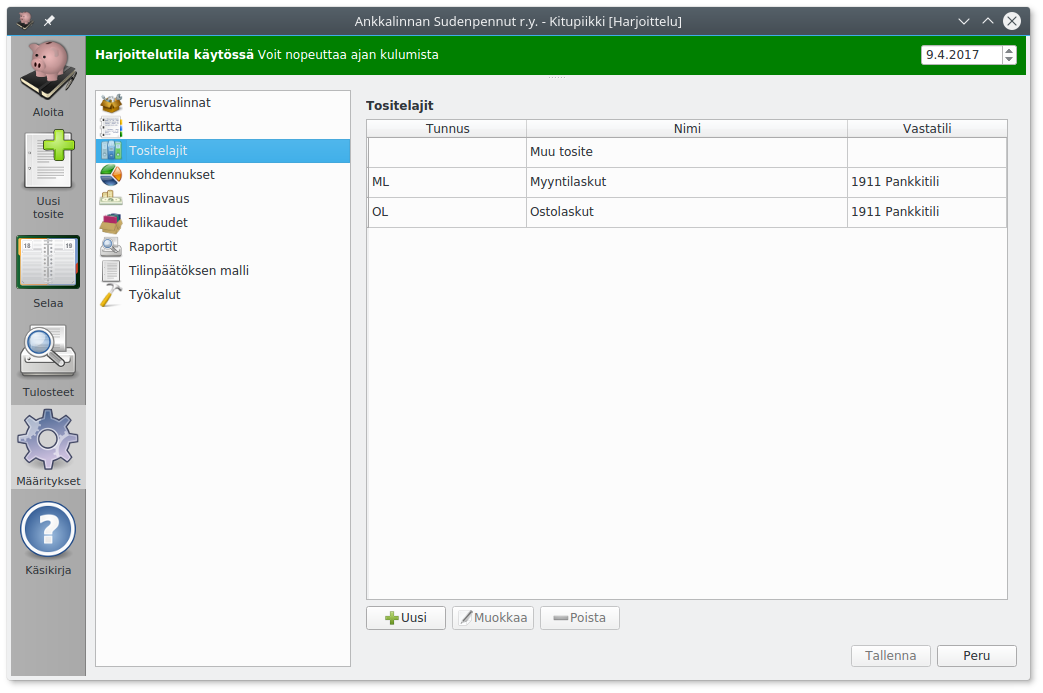 Ankkalinnan Sudenpennut r.y. - Kitupiikki [Harjoittelu]
Harjoittelutila käytössä Voit nopeuttaa ajan kulumista
9.4.2017
Aloita
Uusi
tosite
18 19
Selaa
Tulosteet
Määritykset
?
Käsikirja
Perusvalinnat
Tilikartta
Tositelajit
Kohdennukset
Tilinavaus
Tilikaudet
Raportit
Tilinpäätöksen malli
Työkalut
Tositelajit
Tunnus Nimi Vastatili
Muu tosite
ML Myyntilaskut 1911 Pankkitili
OL Ostolaskut 1911 Pankkitili
Uusi Muokkaa Poista
Tallenna Peru